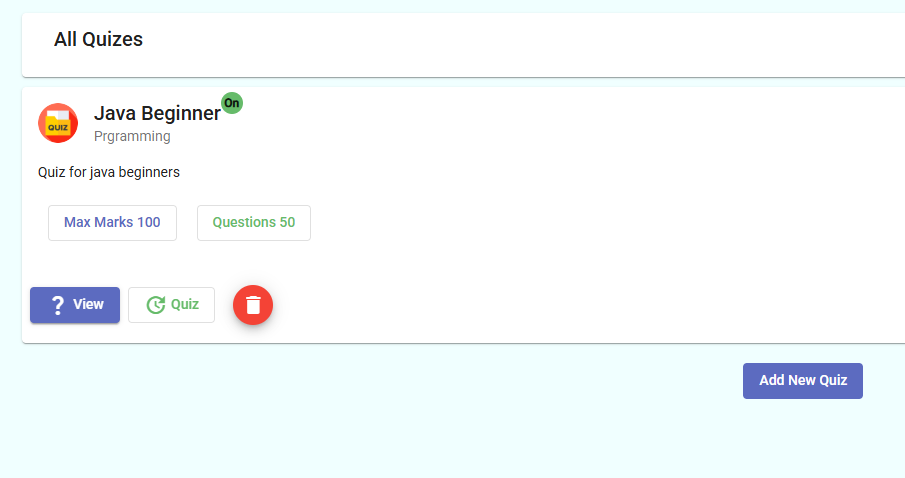 All Quizes
Java Beginner On
Prgramming
QUIZ
Quiz for java beginners
Max Marks 100 Questions 50
? View Quiz
Add New Quiz